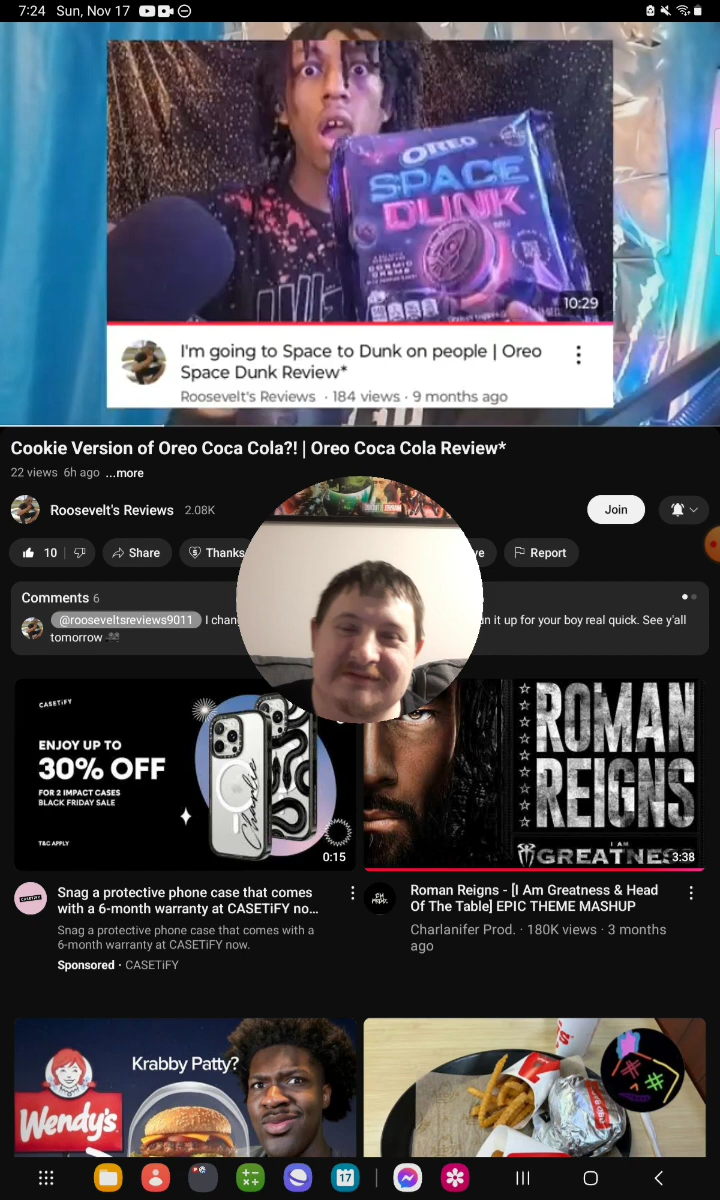 7:24 Sun, Nov 17
OREO
SPACE
DUNK
10:29
I'm going to Space to Dunk on people | Oreo
Space Dunk Review*
Roosevelt's Reviews · 184 views · 9 months ago
Cookie Version of Oreo Coca Cola?! | Oreo Coca Cola Review*
22 views 6h ago ...more
Roosevelt's Reviews 2.08K
Join
10
Share
Thanks
ve
Report
Comments 6
@rooseveltsreviews9011 I chan
n it up for your boy real quick. See y'all
tomorrow
CASETiFY
ENJOY UP TO
30% OFF
FOR 2 IMPACT CASES
BLACK FRIDAY SALE
T&C APPLY
Charlie
0:15
ROMAN
REIGNS
I AM
GREATNES
3:38
Snag a protective phone case that comes
with a 6-month warranty at CASETiFY no...
Snag a protective phone case that comes with a
6-month warranty at CASETiFY now.
Sponsored · CASETiFY
Roman Reigns - [I Am Greatness & Head
Of The Table] EPIC THEME MASHUP
Charlanifer Prod. · 180K views · 3 months
ago
Krabby Patty?
Wendy's
17